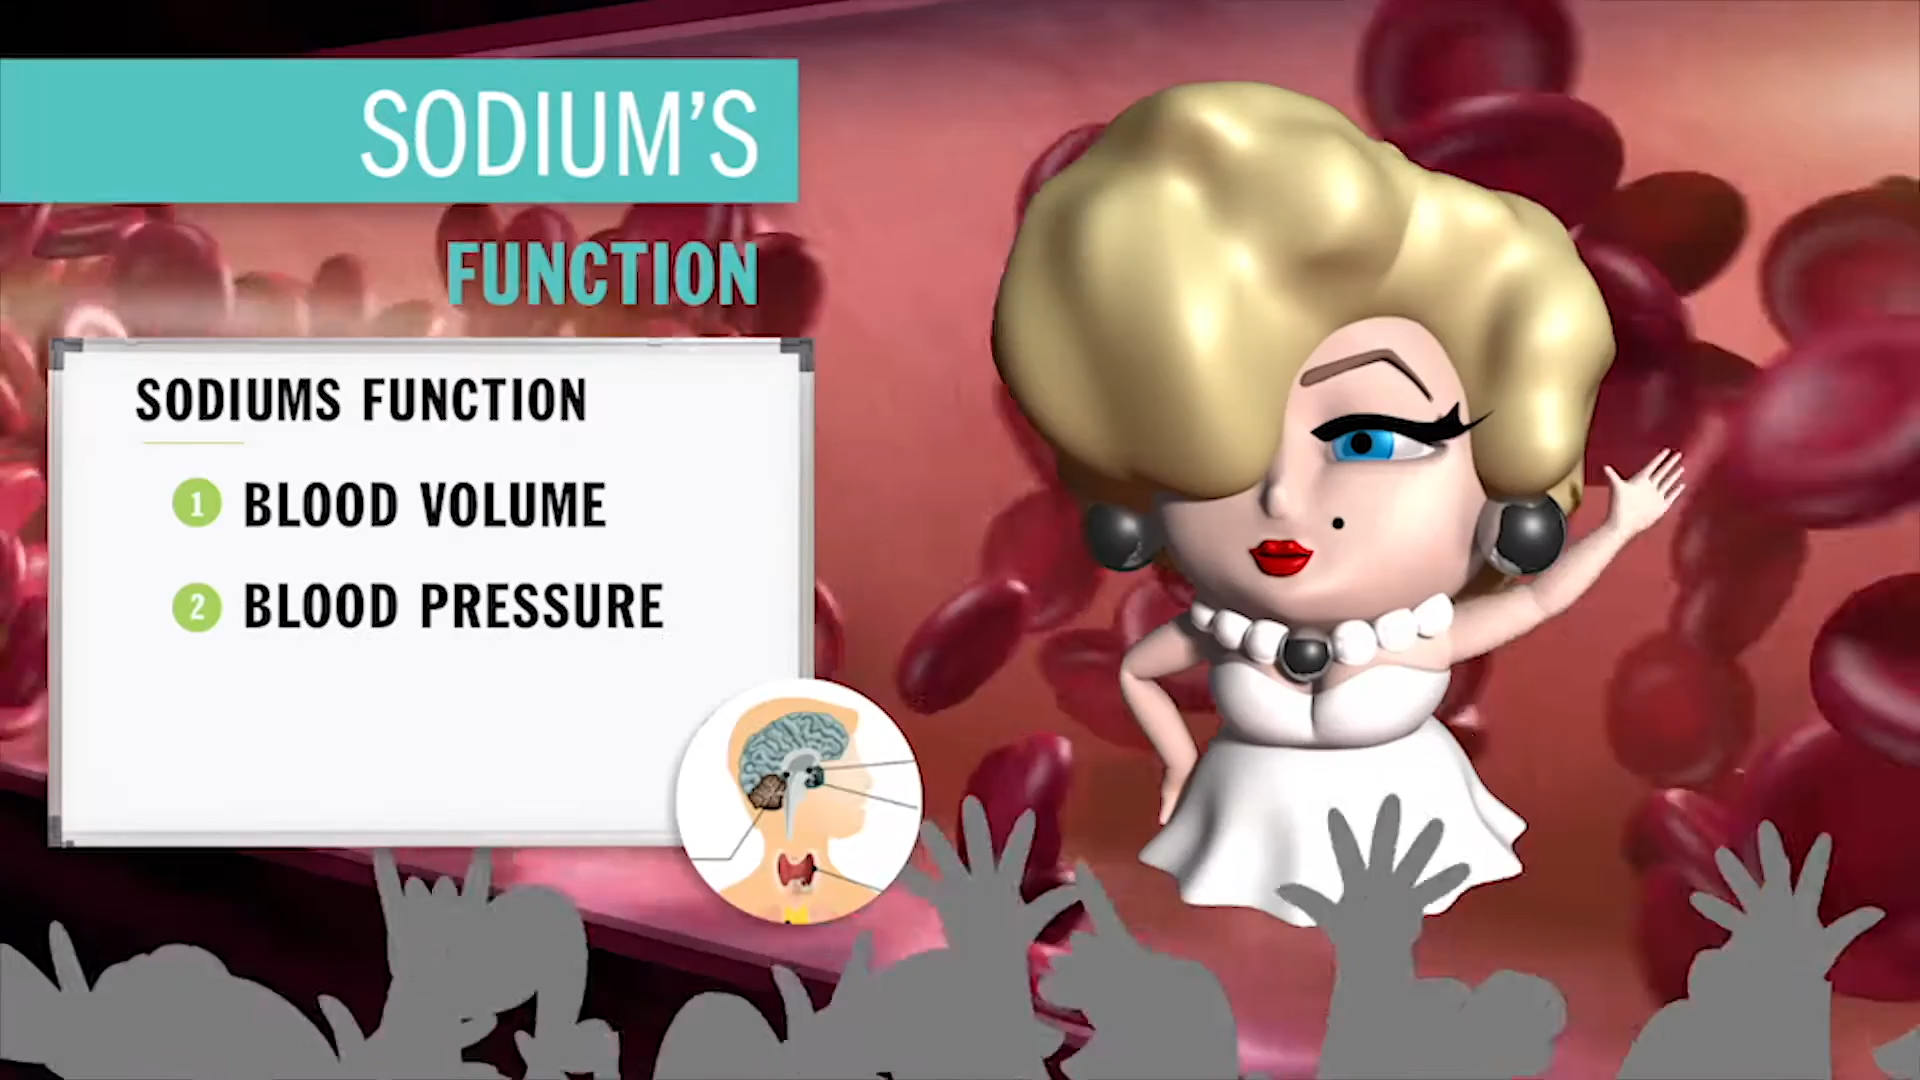 SODIUM'S
FUNCTION
SODIUMS FUNCTION
1 BLOOD VOLUME
2 BLOOD PRESSURE